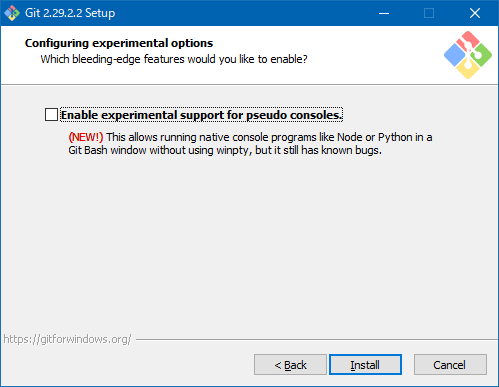 Git 2.29.2.2 Setup
Configuring experimental options
Which bleeding-edge features would you like to enable?
Enable experimental support for pseudo consoles.
(NEW!) This allows running native console programs like Node or Python in a
Git Bash window without using winpty, but it still has known bugs.
https://gitforwindows.org/
< Back
Install
Cancel